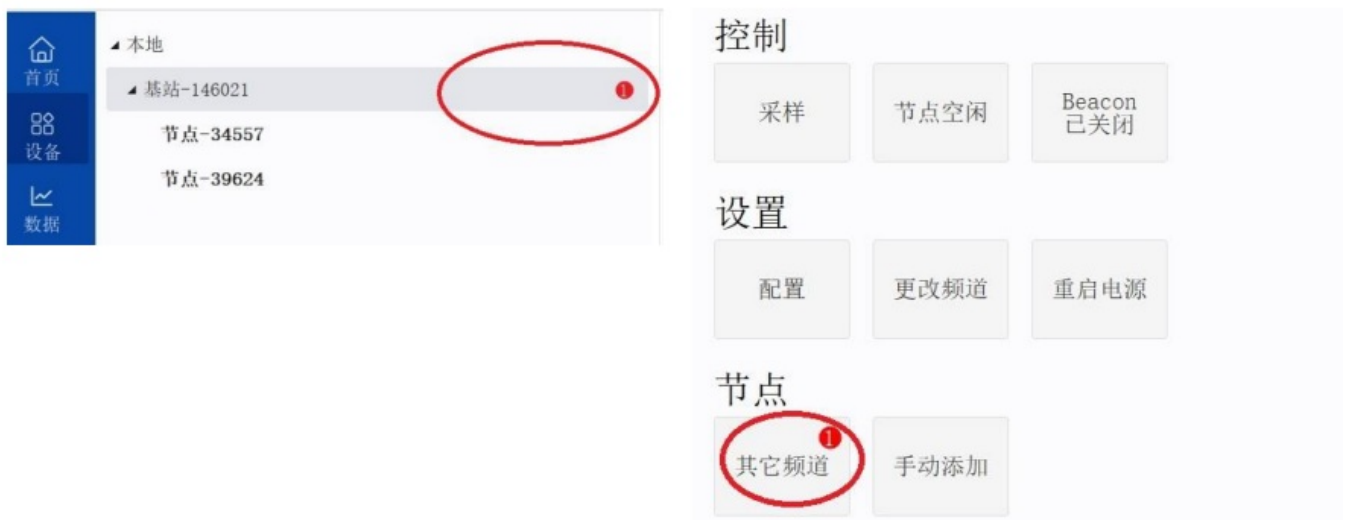 首页
设备
数据
本地
基站-146021
1
节点-34557
节点-39624
控制
采样
节点空闲
Beacon
已关闭
设置
配置
更改频道
重启电源
节点
1
其它频道
手动添加